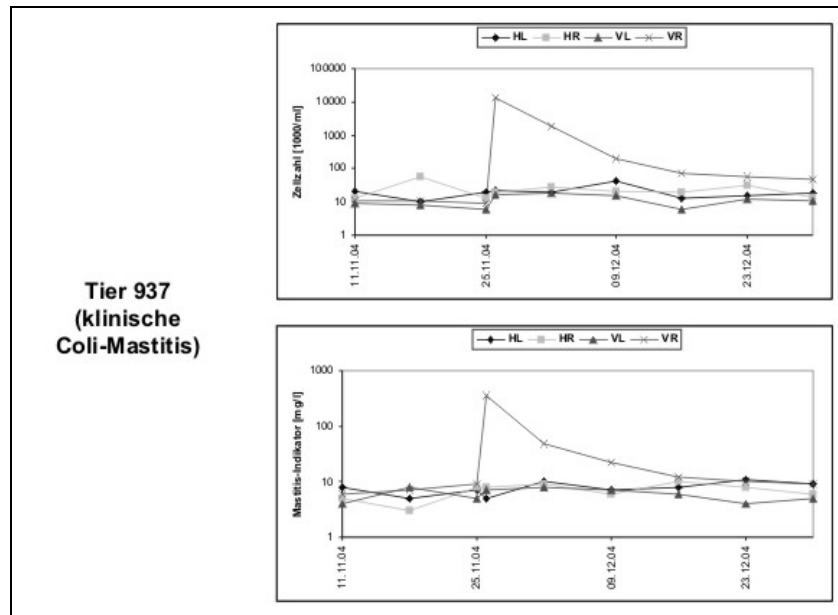 HL HR VL VR
Zellzahl [1000/ml]
100000
10000
1000
100
10
1
11.11.04
25.11.04
09.12.04
23.12.04
Tier 937
(klinische
Coli-Mastitis)
HL HR VL VR
Mastitis-Indikator [mg/l]
1000
100
10
1
11.11.04
25.11.04
09.12.04
23.12.04